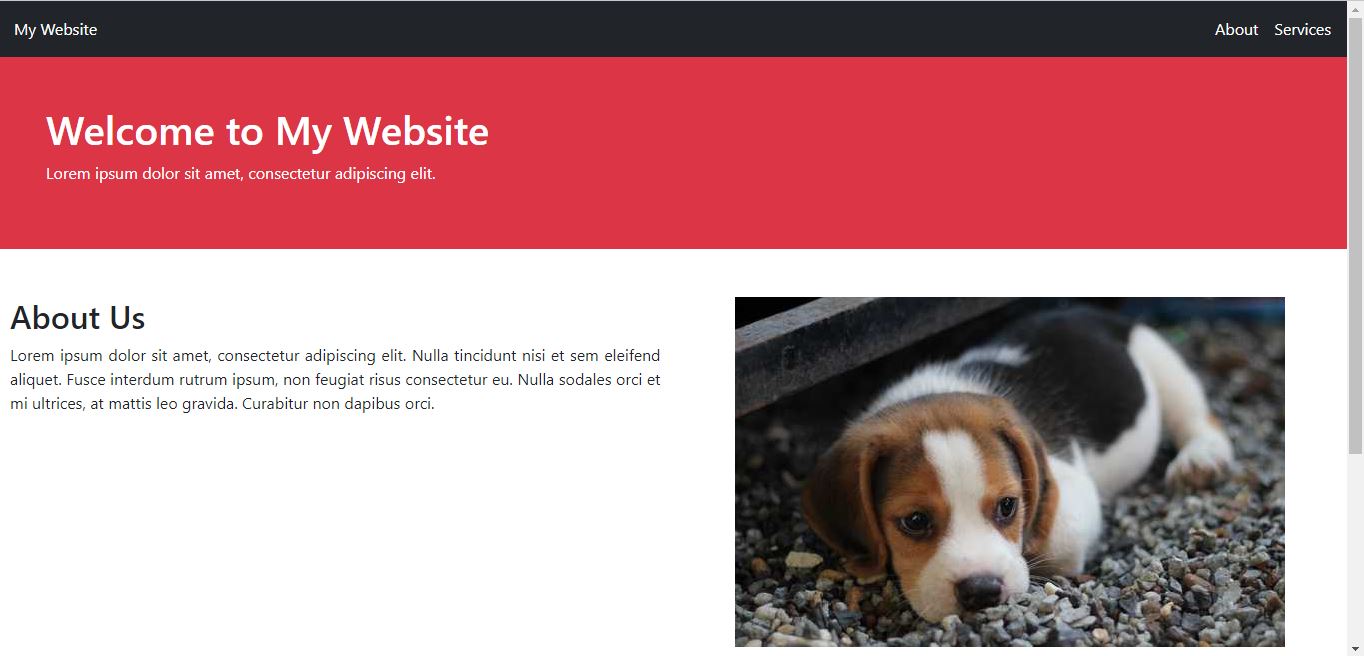 My Website
About Services
Welcome to My Website
Lorem ipsum dolor sit amet, consectetur adipiscing elit.
About Us
Lorem ipsum dolor sit amet, consectetur adipiscing elit. Nulla tincidunt nisi et sem eleifend
aliquet. Fusce interdum rutrum ipsum, non feugiat risus consectetur eu. Nulla sodales orci et
mi ultrices, at mattis leo gravida. Curabitur non dapibus orci.